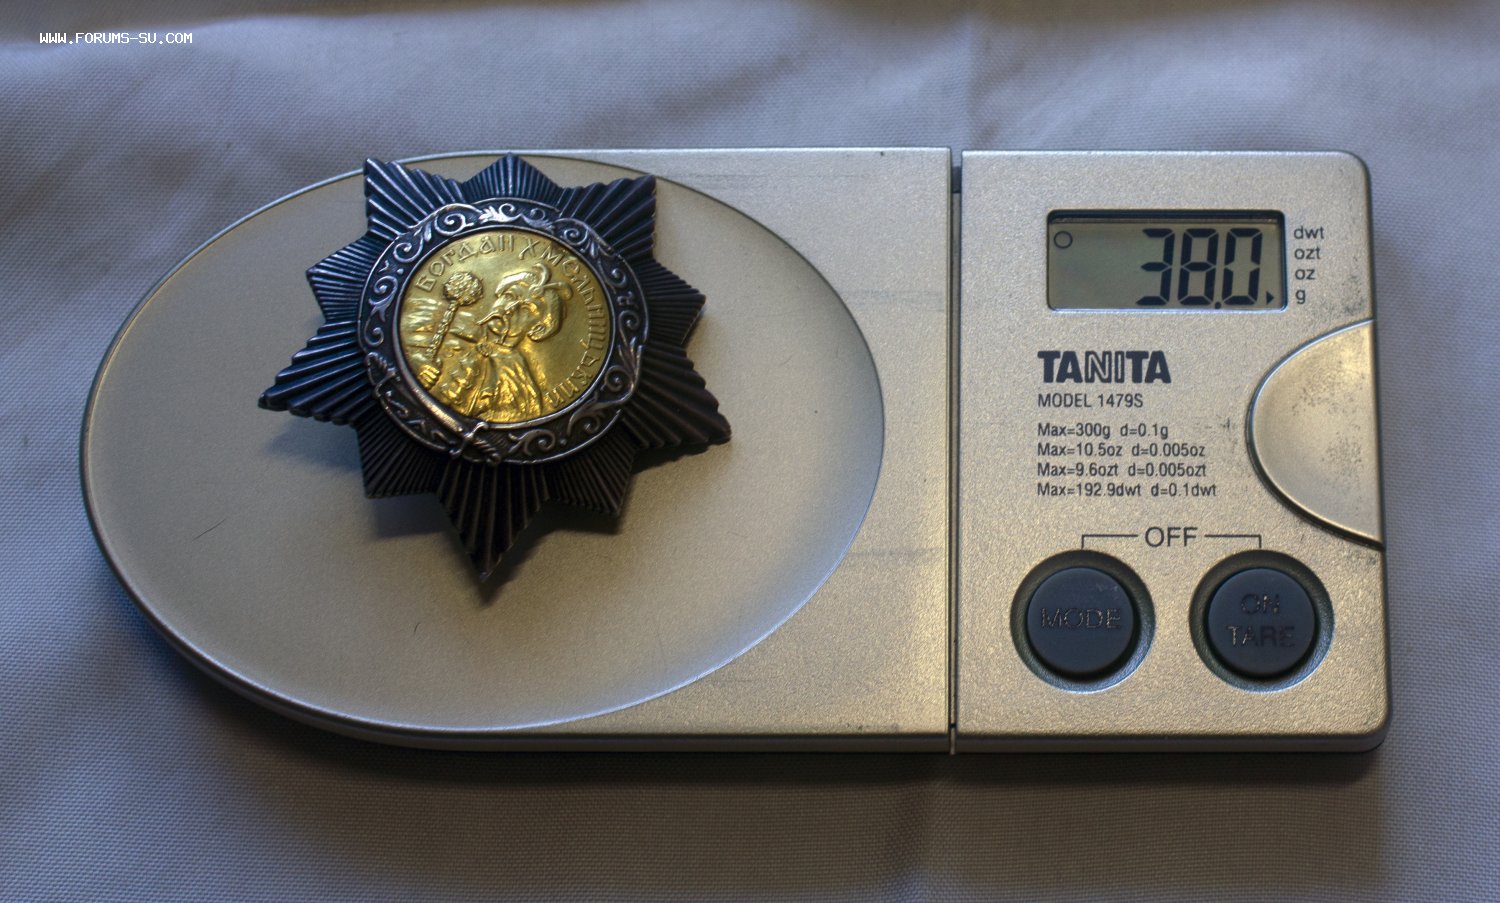 WWW.FORUMS-SU.COM
БОГДАН ХМЕЛЬНИЦЬКИЙ
38.0
dwt
ozt
oz
g
TANITA
MODEL 1479S
Max=300g d=0.1g
Max=10.5oz d=0.005oz
Max=9.6ozt d=0.005ozt
Max=192.9dwt d=0.1dwt
OFF
MODE
ON
TARE